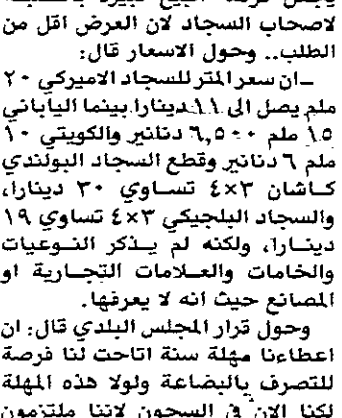 لاصحاب السجاد لان العرض اقل من
الطلب.. وحول الاسعار قال:
ـ ان سعر المتر للسجاد الاميركي ٢٠
ملم يصل الى ١١ دينارا بينما الياباني
١٥ ملم ٦,٥٠٠ دنانير والكويتي ١٠
ملم ٦ دنانير وقطع السجاد البولندي
كاشان ٣×٤ تساوي ٣٠ دينارا،
والسجاد البلجيكي ٣×٤ تساوي ١٩
دينارا، ولكنه لم يذكر النوعيات
والخامات والعلامات التجارية او
المصانع حيث انه لا يعرفها.
وحول قرار المجلس البلدي قال: ان
اعطاءنا مهلة سنة اتاحت لنا فرصة
للتصرف بالبضاعة ولولا هذه المهلة
لكنا الان في السجون لاننا ملتزمون